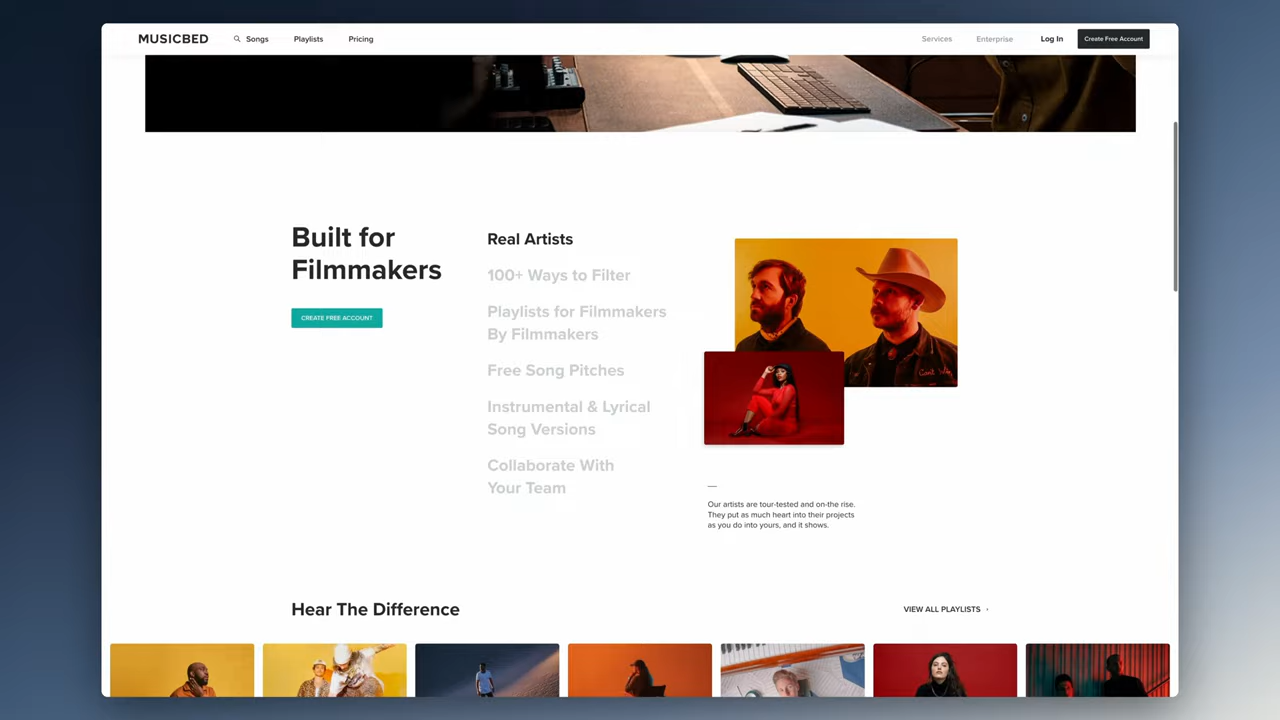 MUSICBED
Songs
Playlists
Pricing
Services
Enterprise
Log In
Create Free Account
Built for
Filmmakers
CREATE FREE ACCOUNT
Real Artists
100+ Ways to Filter
Playlists for Filmmakers
By Filmmakers
Free Song Pitches
Instrumental & Lyrical
Song Versions
Collaborate With
Your Team
Our artists are tour-tested and on-the rise.
They put as much heart into their projects
as you do into yours, and it shows.
Hear The Difference
VIEW ALL PLAYLISTS